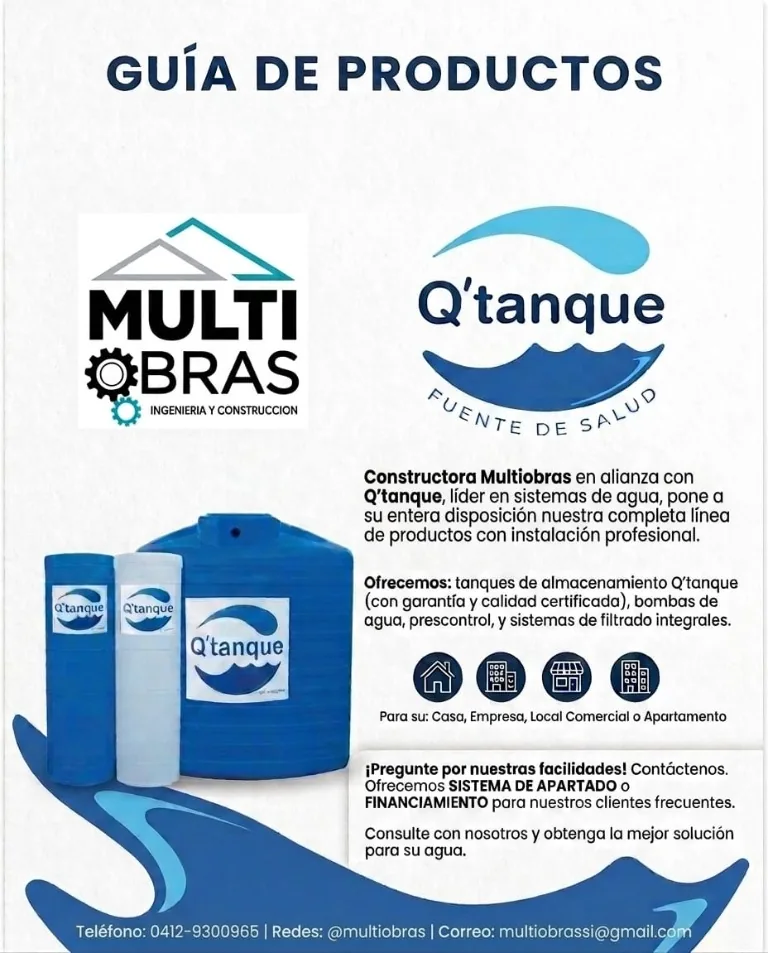 GUÍA DE PRODUCTOS
MULTI
OBRAS
INGENIERIA Y CONSTRUCCION
Q'tanque
FUENTE DE SALUD
Constructora Multiobras en alianza con
Q'tanque, líder en sistemas de agua, pone a
su entera disposición nuestra completa línea
de productos con instalación profesional.
Ofrecemos: tanques de almacenamiento Q'tanque
(con garantía y calidad certificada), bombas de
agua, prescontrol, y sistemas de filtrado integrales.
Q'tanque
Q'tanque
Q'tanque
Para su: Casa, Empresa, Local Comercial o Apartamento
¡Pregunte por nuestras facilidades! Contáctenos.
Ofrecemos SISTEMA DE APARTADO o
FINANCIAMIENTO para nuestros clientes frecuentes.
Consulte con nosotros y obtenga la mejor solución
para su agua.
Teléfono: 0412-9300965 | Redes: @multiobras | Correo: multiobrassi@gmail.com